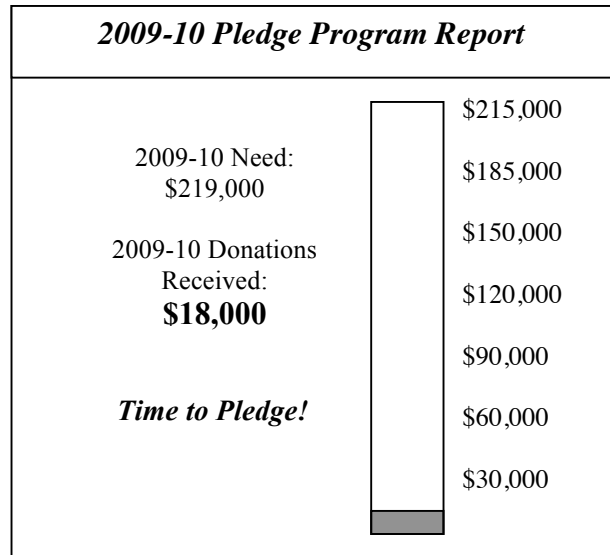 2009-10 Pledge Program Report
2009-10 Need:
$219,000
2009-10 Donations
Received:
$18,000
Time to Pledge!
$215,000
$185,000
$150,000
$120,000
$90,000
$60,000
$30,000